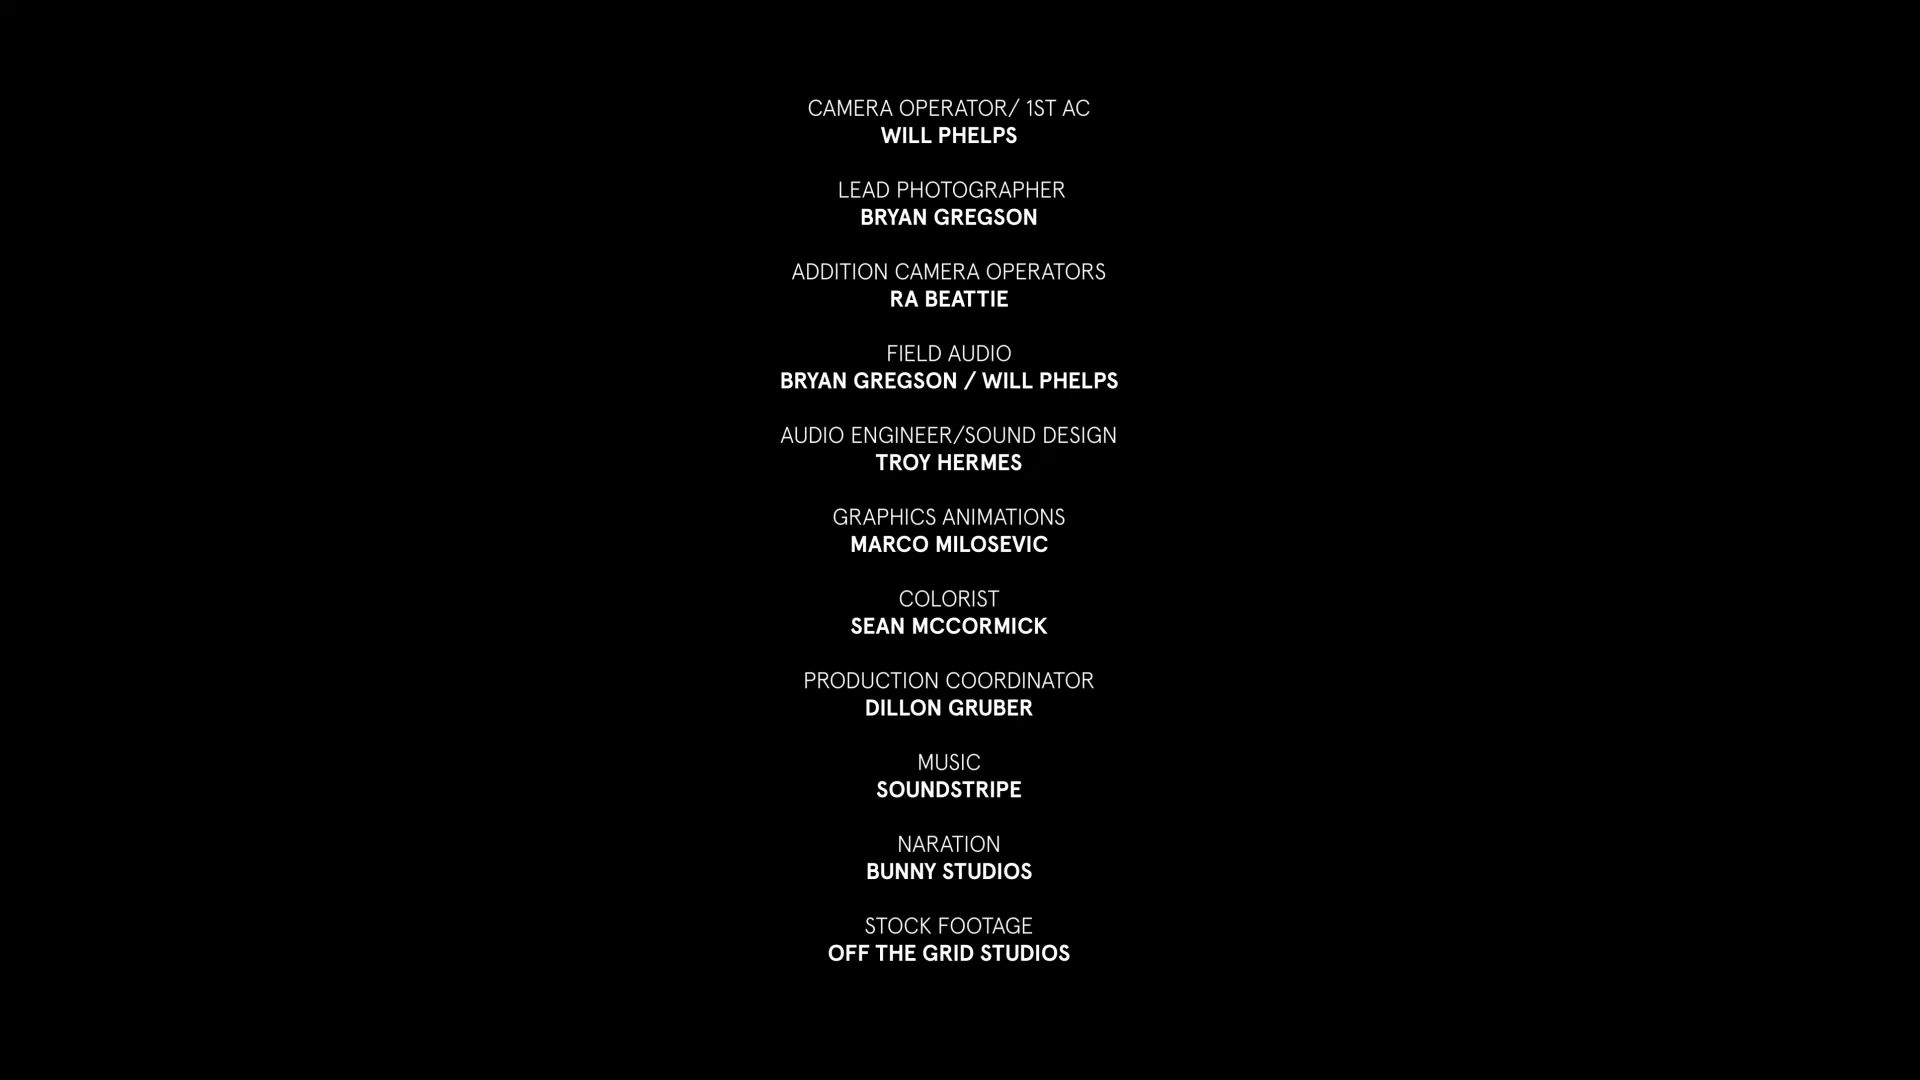 CAMERA OPERATOR/ 1ST AC
WILL PHELPS
LEAD PHOTOGRAPHER
BRYAN GREGSON
ADDITION CAMERA OPERATORS
RA BEATTIE
FIELD AUDIO
BRYAN GREGSON / WILL PHELPS
AUDIO ENGINEER/SOUND DESIGN
TROY HERMES
GRAPHICS ANIMATIONS
MARCO MILOSEVIC
COLORIST
SEAN MCCORMICK
PRODUCTION COORDINATOR
DILLON GRUBER
MUSIC
SOUNDSTRIPE
NARATION
BUNNY STUDIOS
STOCK FOOTAGE
OFF THE GRID STUDIOS